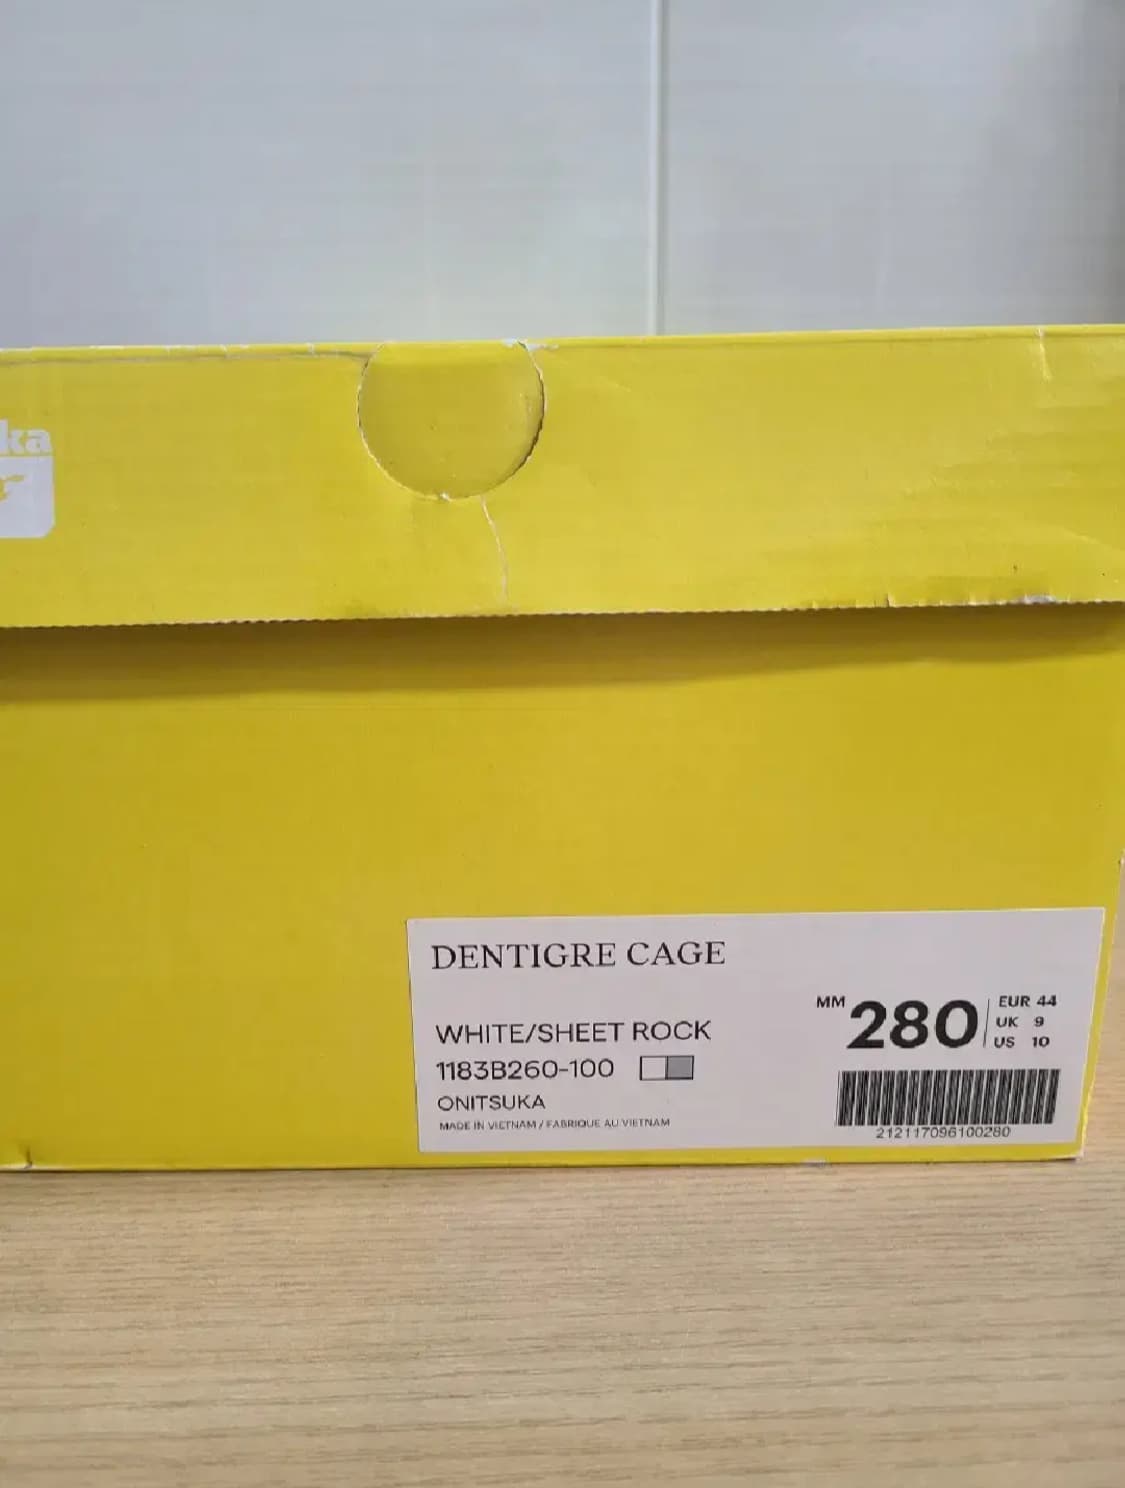 ka
DENTIGRE CAGE
WHITE/SHEET ROCK
1183B260-100
ONITSUKA
MADE IN VIETNAM / FABRIQUE AU VIETNAM
MM 280
EUR 44
UK 9
US 10
212117096100280